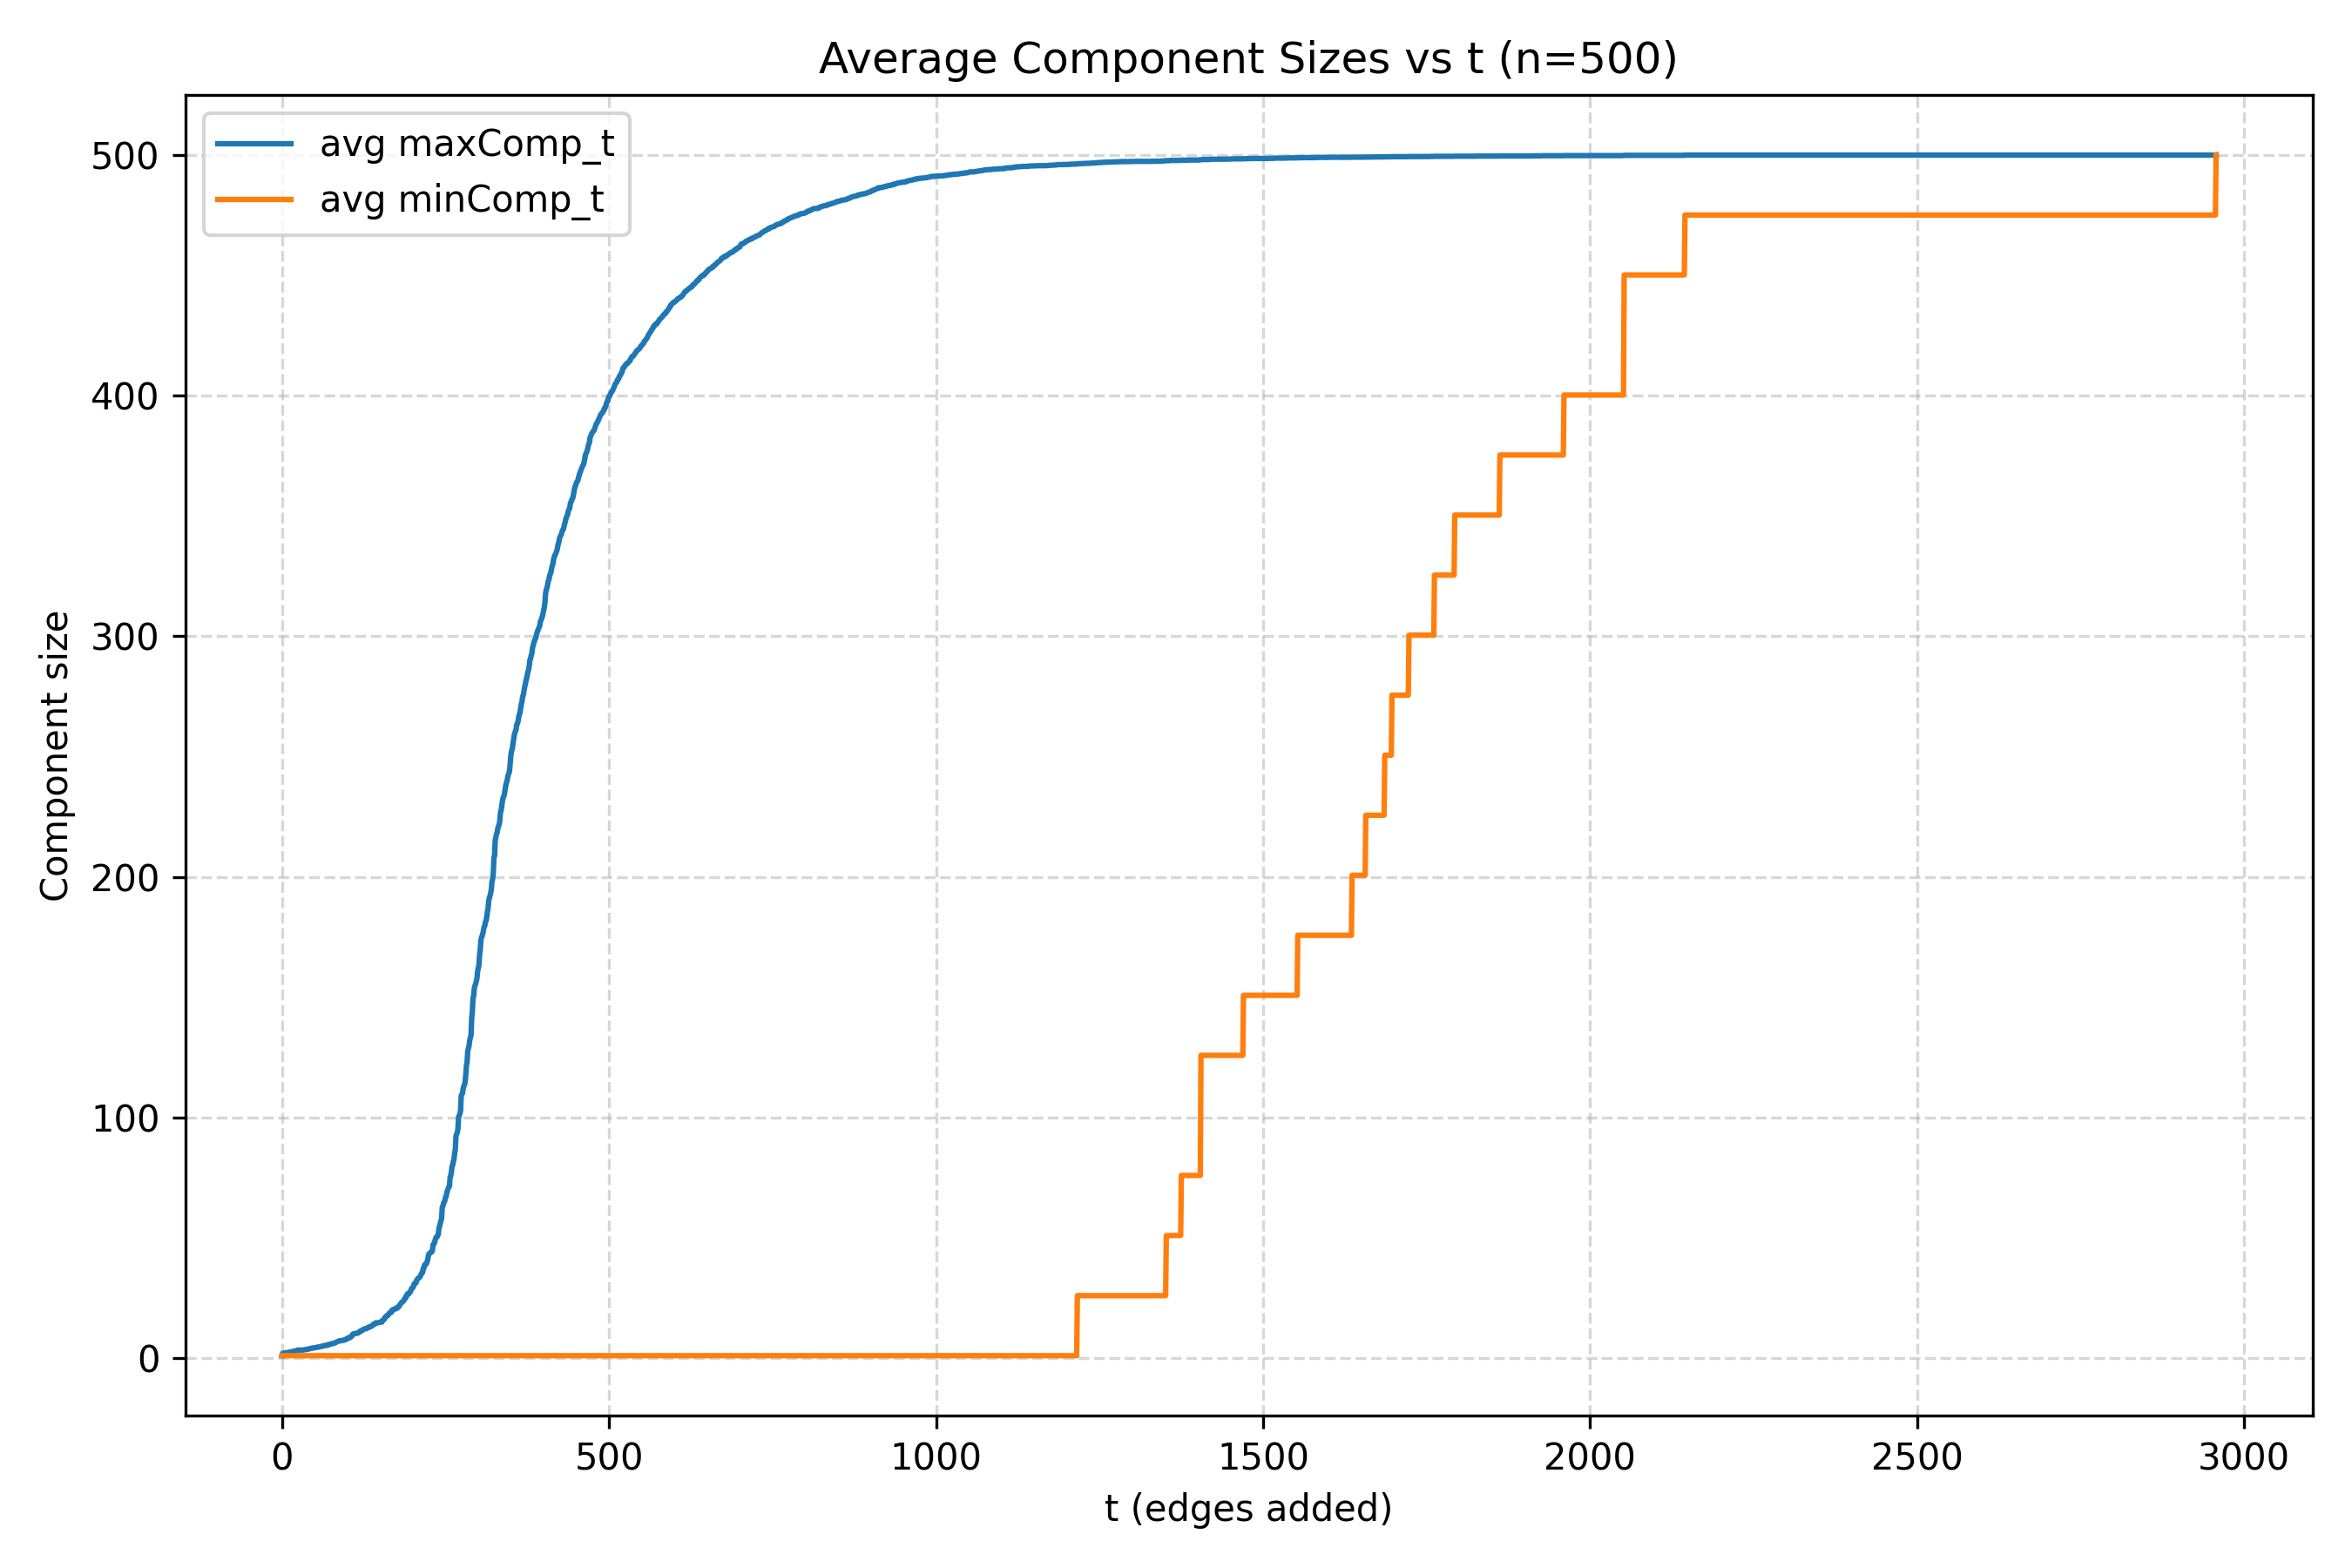 Average Component Sizes vs t (n=500)
avg maxComp_t
avg minComp_t
Component size
500
400
300
200
100
0
0 500 1000 1500 2000 2500 3000
t (edges added)